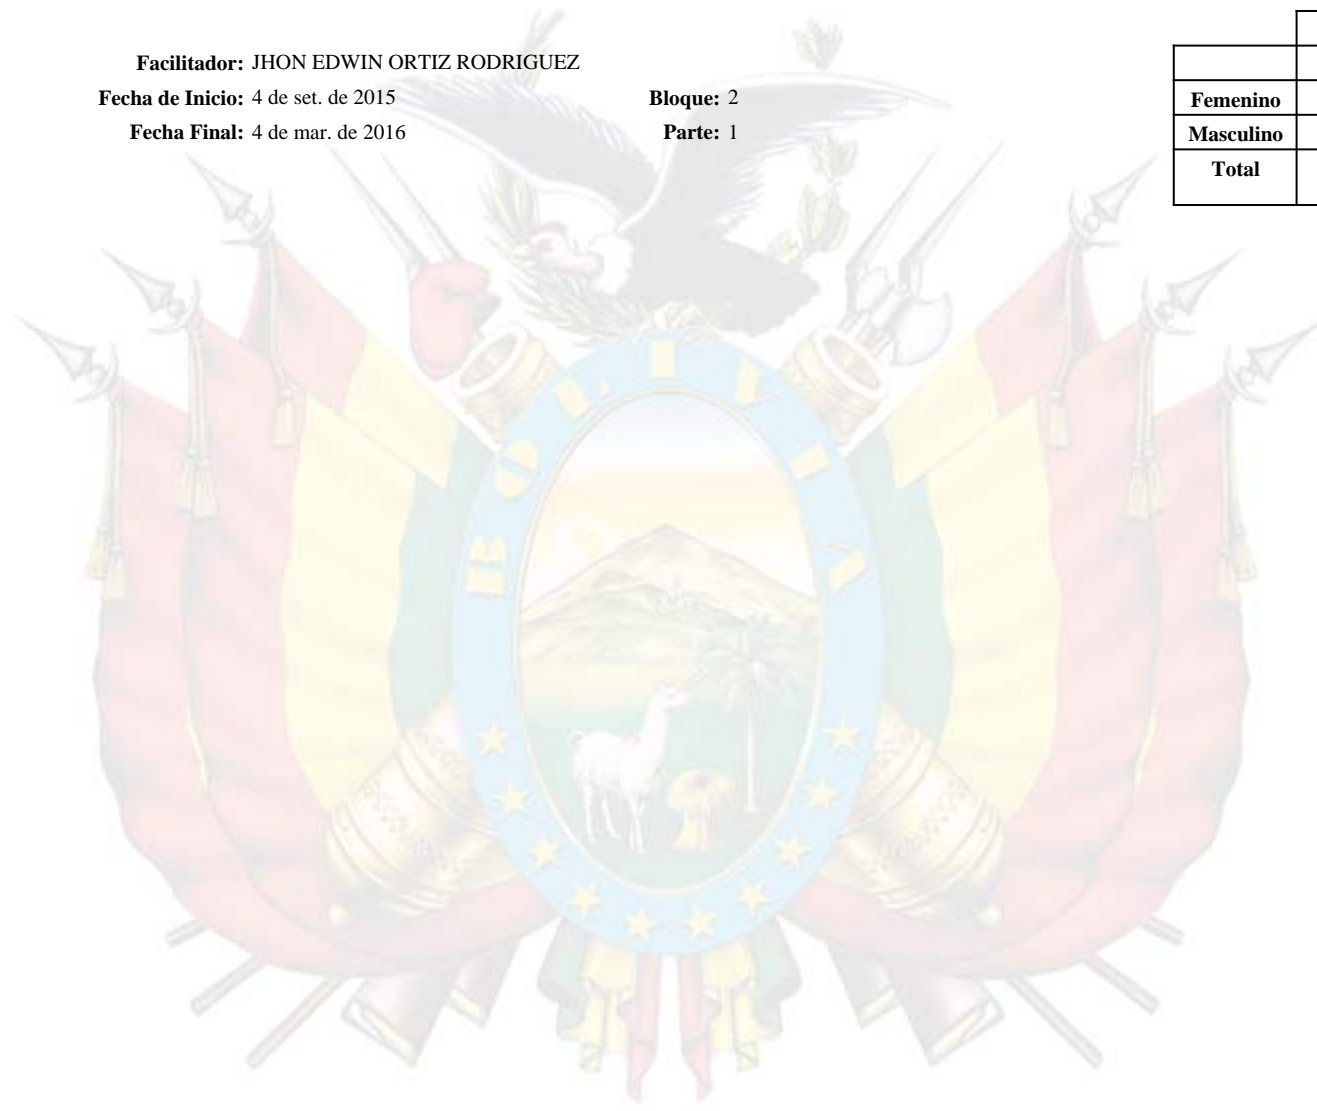 Facilitador: JHON EDWIN ORTIZ RODRIGUEZ
Fecha de Inicio: 4 de set. de 2015 Bloque: 2
Fecha Final: 4 de mar. de 2016 Parte: 1
Femenino
Masculino
Total
BOLIVIA